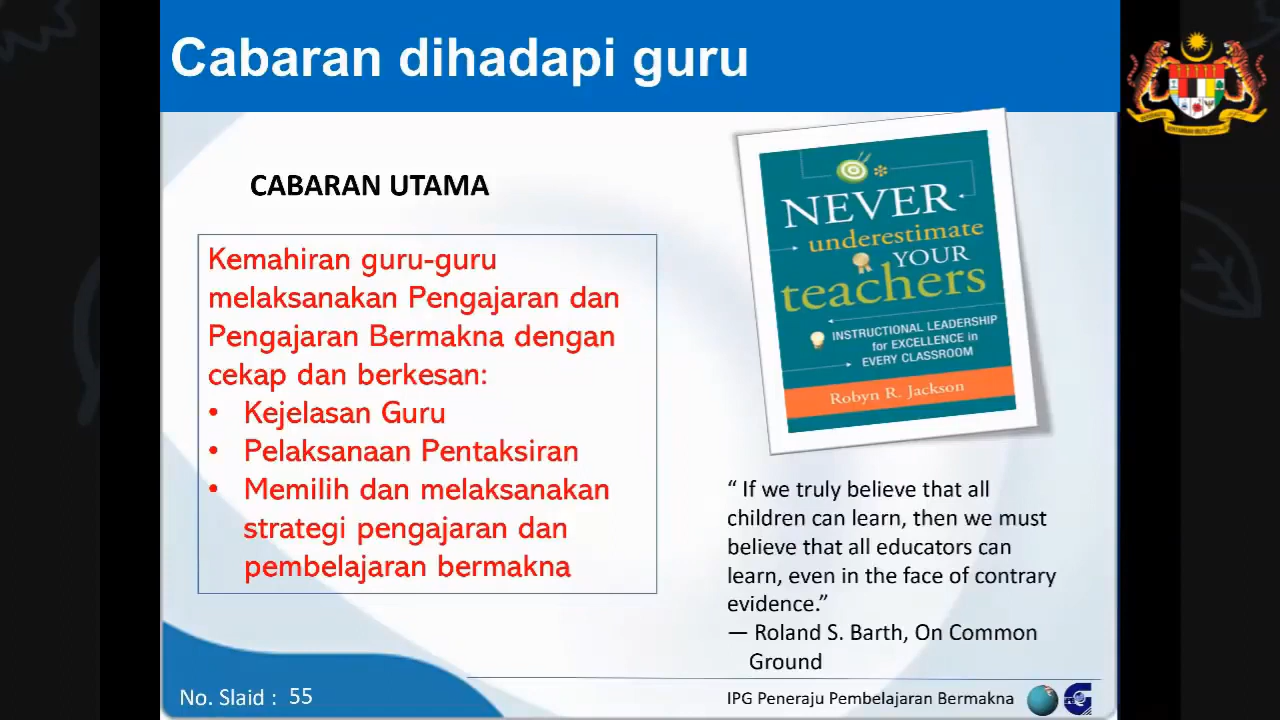 Cabaran dihadapi guru
CABARAN UTAMA
Kemahiran guru-guru
melaksanakan Pengajaran dan
Pengajaran Bermakna dengan
cekap dan berkesan:
• Kejelasan Guru
• Pelaksanaan Pentaksiran
• Memilih dan melaksanakan
strategi pengajaran dan
pembelajaran bermakna
NEVER
underestimate
YOUR
teachers
INSTRUCTIONAL LEADERSHIP
for EXCELLENCE in
EVERY CLASSROOM
Robyn R. Jackson
“ If we truly believe that all
children can learn, then we must
believe that all educators can
learn, even in the face of contrary
evidence.”
— Roland S. Barth, On Common
Ground
No. Slaid : 55
IPG Peneraju Pembelajaran Bermakna